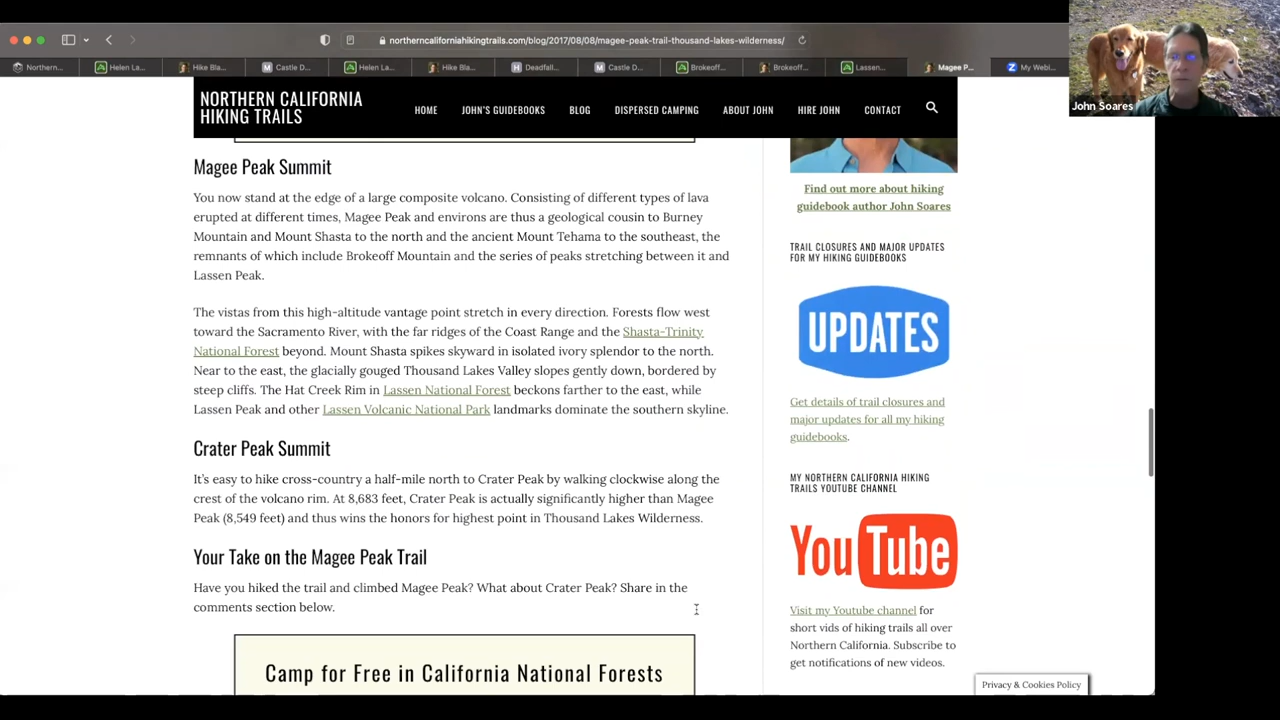 northerncaliforniahikingtrails.com/blog/2017/08/08/magee-peak-trail-thousand-lakes-wilderness/
Northern...
Helen La...
Hike Bla...
Castle D...
Helen La...
Hike Bla...
Deadfall...
Castle D...
Brokeoff...
Brokeoff...
Lassen...
Magee P...
My Webi...
John Soares
NORTHERN CALIFORNIA
HIKING TRAILS
HOME
JOHN'S GUIDEBOOKS
BLOG
DISPERSED CAMPING
ABOUT JOHN
HIRE JOHN
CONTACT
Magee Peak Summit
You now stand at the edge of a large composite volcano. Consisting of different types of lava
erupted at different times, Magee Peak and environs are thus a geological cousin to Burney
Mountain and Mount Shasta to the north and the ancient Mount Tehama to the southeast, the
remnants of which include Brokeoff Mountain and the series of peaks stretching between it and
Lassen Peak.
The vistas from this high-altitude vantage point stretch in every direction. Forests flow west
toward the Sacramento River, with the far ridges of the Coast Range and the Shasta-Trinity
National Forest beyond. Mount Shasta spikes skyward in isolated ivory splendor to the north.
Near to the east, the glacially gouged Thousand Lakes Valley slopes gently down, bordered by
steep cliffs. The Hat Creek Rim in Lassen National Forest beckons farther to the east, while
Lassen Peak and other Lassen Volcanic National Park landmarks dominate the southern skyline.
Crater Peak Summit
It's easy to hike cross-country a half-mile north to Crater Peak by walking clockwise along the
crest of the volcano rim. At 8,683 feet, Crater Peak is actually significantly higher than Magee
Peak (8,549 feet) and thus wins the honors for highest point in Thousand Lakes Wilderness.
Your Take on the Magee Peak Trail
Have you hiked the trail and climbed Magee Peak? What about Crater Peak? Share in the
comments section below.
Camp for Free in California National Forests
Find out more about hiking
guidebook author John Soares
TRAIL CLOSURES AND MAJOR UPDATES
FOR MY HIKING GUIDEBOOKS
UPDATES
Get details of trail closures and
major updates for all my hiking
guidebooks.
MY NORTHERN CALIFORNIA HIKING
TRAILS YOUTUBE CHANNEL
YouTube
Visit my Youtube channel for
short vids of hiking trails all over
Northern California. Subscribe to
get notifications of new videos.
Privacy & Cookies Policy